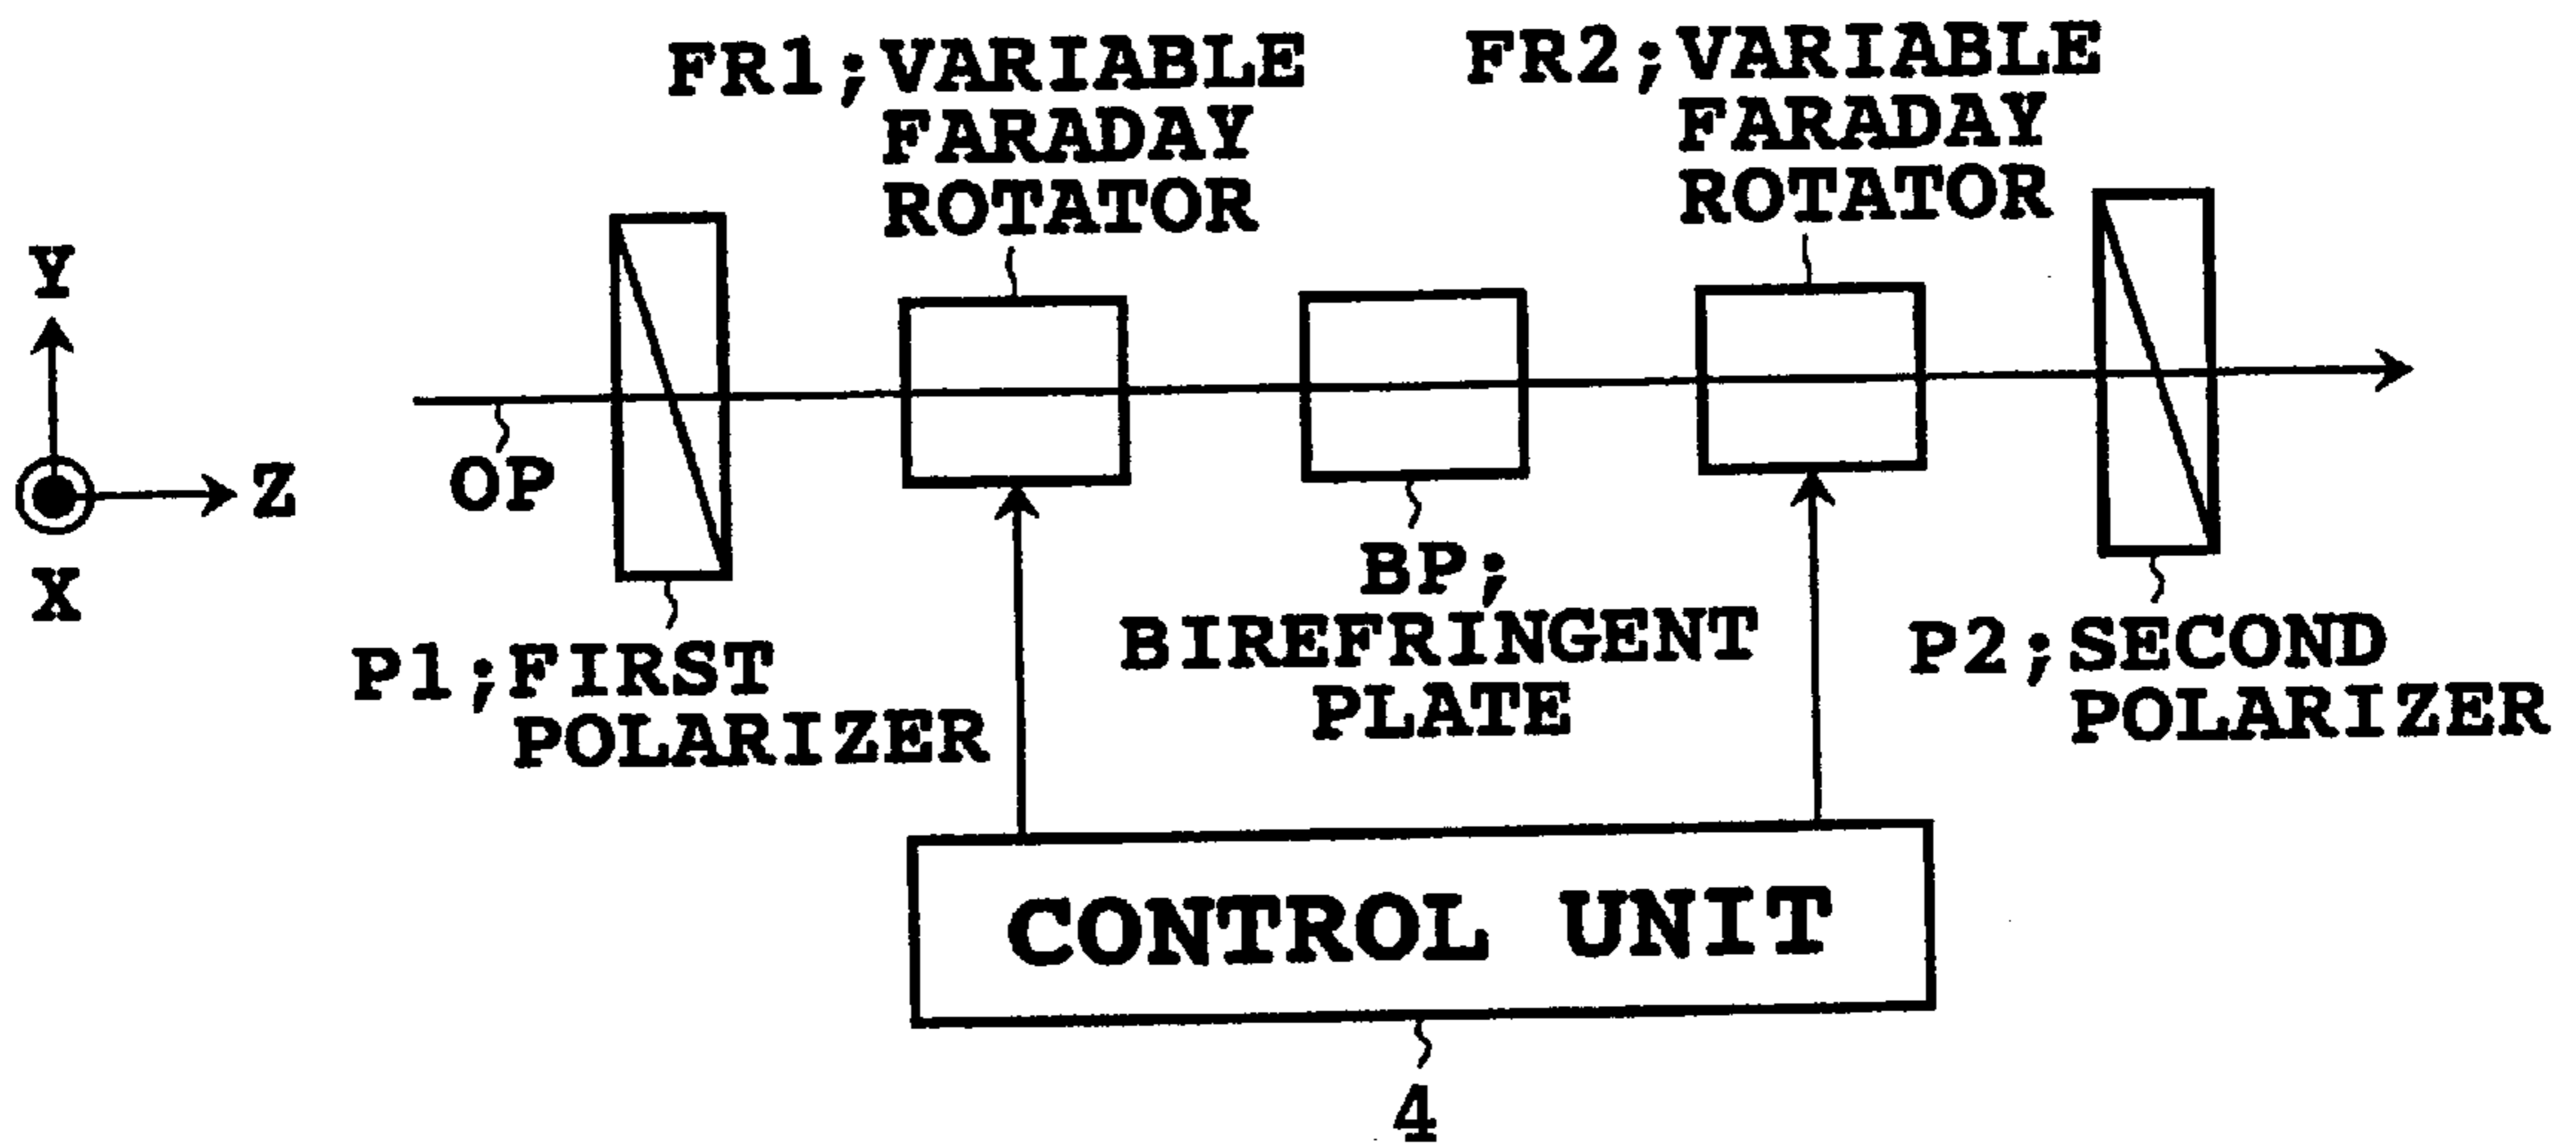 FR1;VARIABLE
FARADAY
ROTATOR
FR2;VARIABLE
FARADAY
ROTATOR
Y
Z
X
OP
P1;FIRST
POLARIZER
BP;
BIREFRINGENT
PLATE
P2;SECOND
POLARIZER
CONTROL UNIT
4